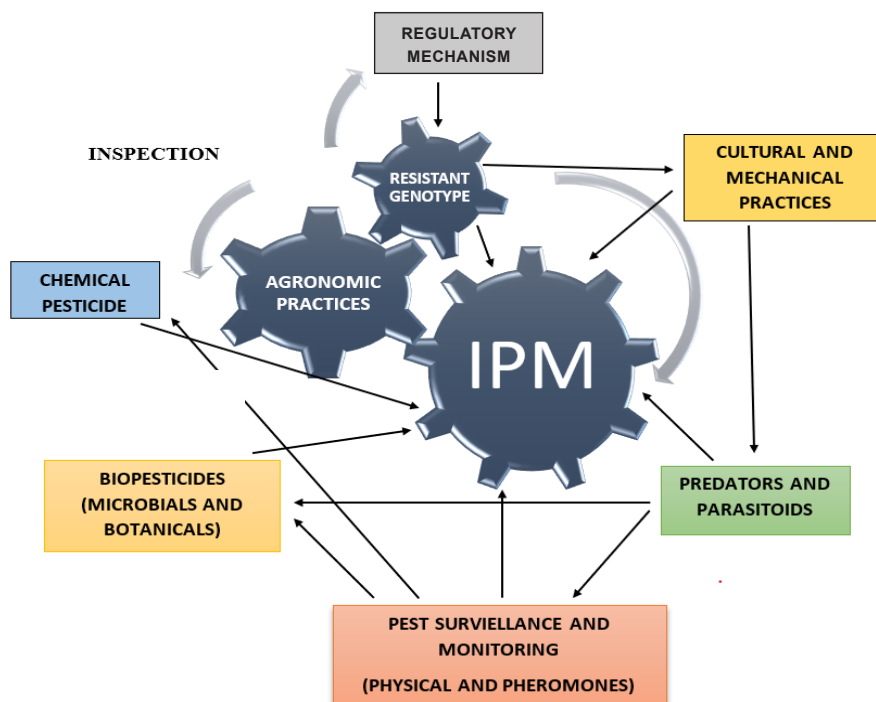 REGULATORY
MECHANISM
INSPECTION
RESISTANT
GENOTYPE
CULTURAL AND
MECHANICAL
PRACTICES
CHEMICAL
PESTICIDE
AGRONOMIC
PRACTICES
IPM
BIOPESTICIDES
(MICROBIALS AND
BOTANICALS)
PREDATORS AND
PARASITOIDS
PEST SURVIELLANCE AND
MONITORING
(PHYSICAL AND PHEROMONES)